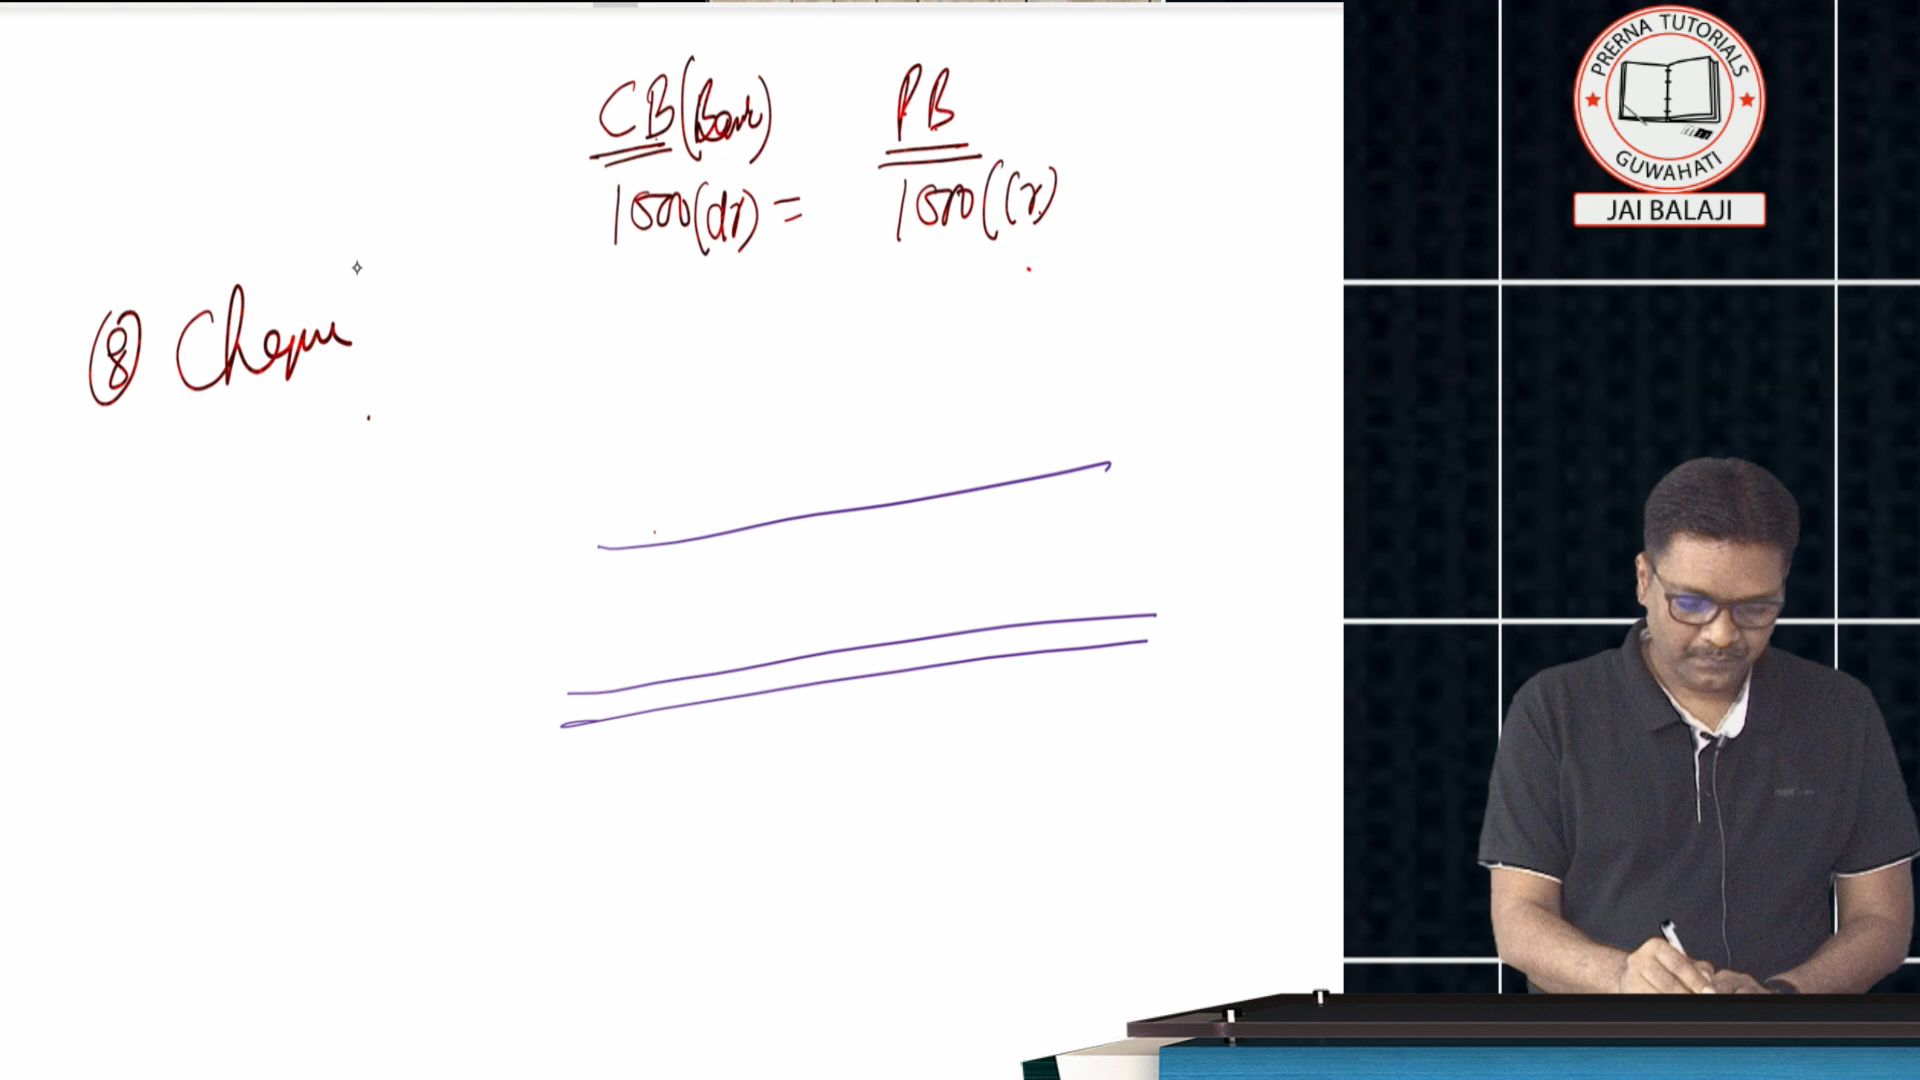 CB (Bank) PB
1500 (dr) = 1500 (Cr)
⑧ Cheque
PRERNA TUTORIALS
GUWAHATI
JAI BALAJI